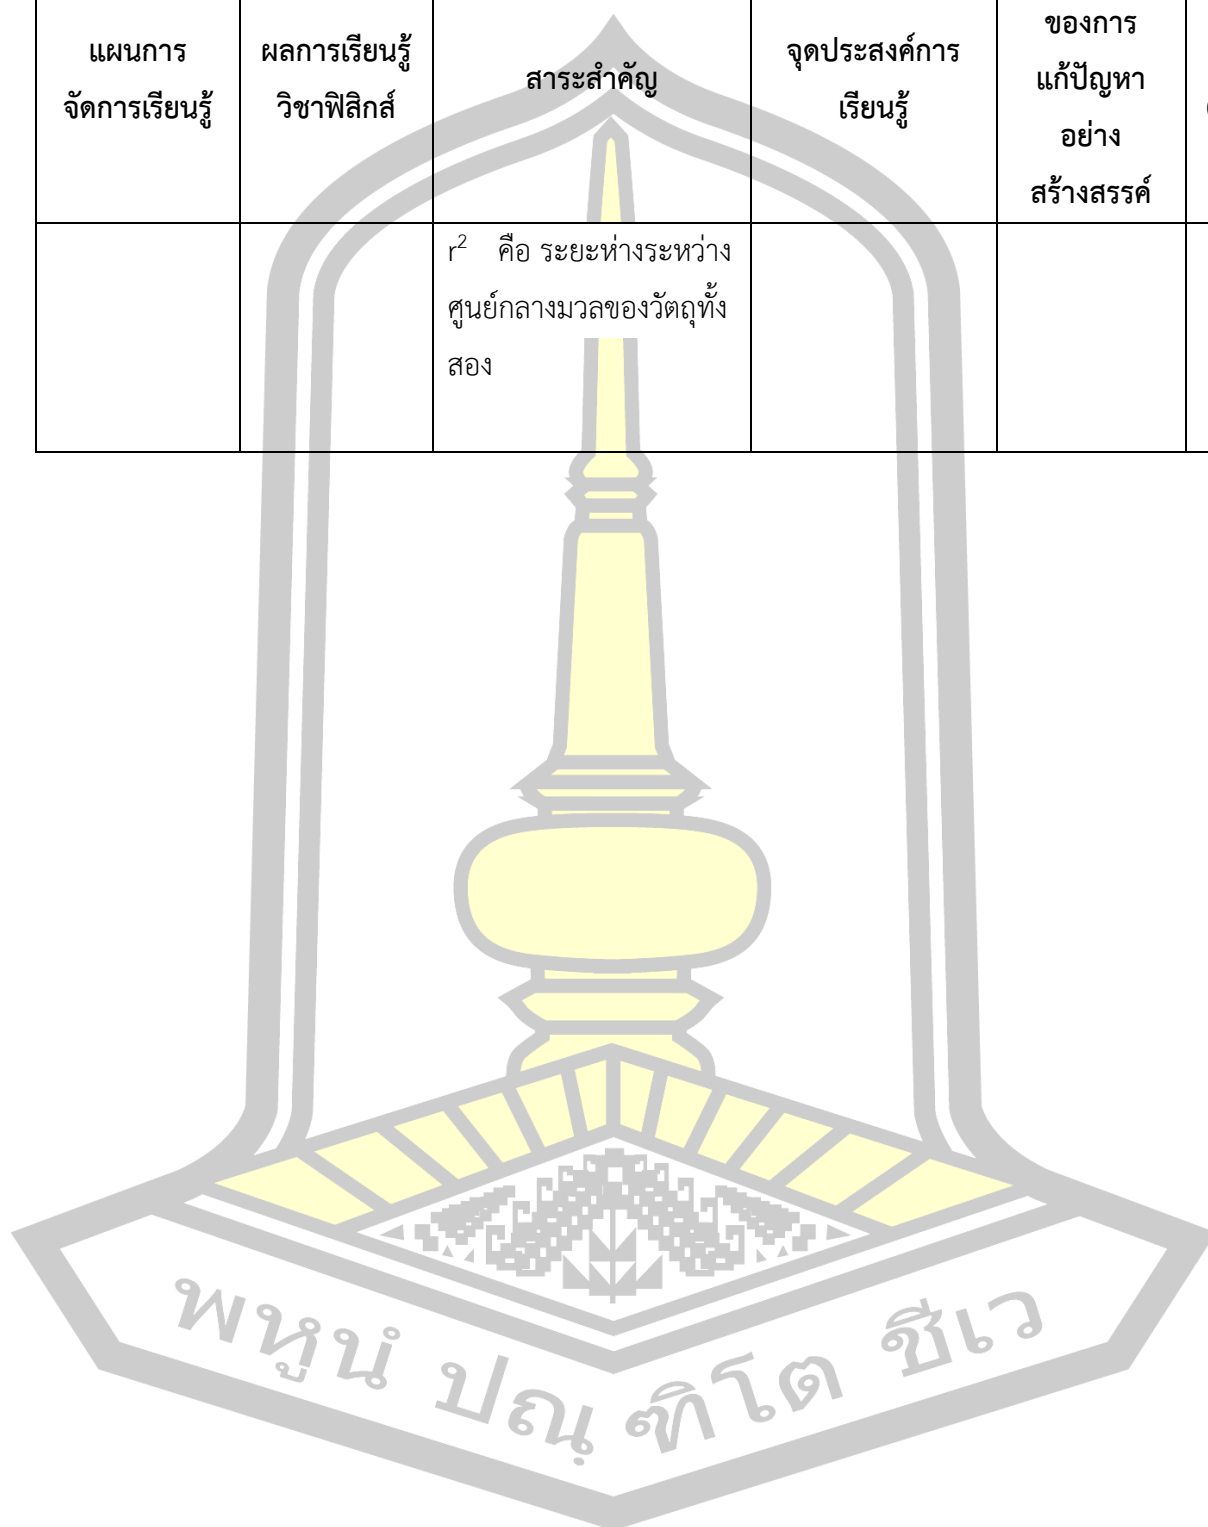 แผนการ
จัดการเรียนรู้
ผลการเรียนรู้
วิชาฟิสิกส์
สาระสำคัญ
จุดประสงค์การ
เรียนรู้
ของการ
แก้ปัญหา
อย่าง
สร้างสรรค์
r² คือ ระยะห่างระหว่าง
ศูนย์กลางมวลของวัตถุทั้ง
สอง
พหูนํ ปณฺ ฑิโต ชีเว